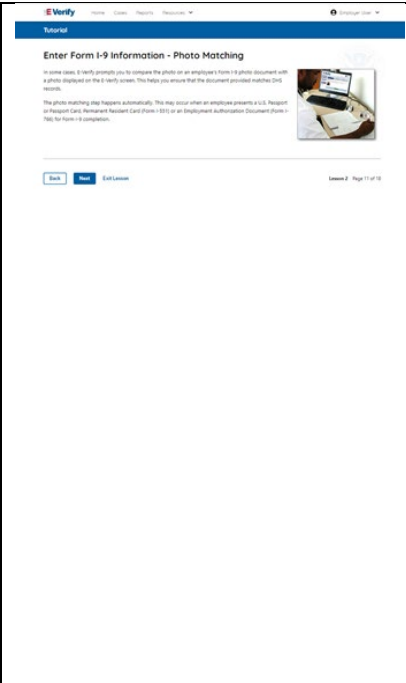 E-Verify Home Cases Reports Resources Employer User
Tutorial
Enter Form I-9 Information - Photo Matching
In some cases, E-Verify prompts you to compare the photo on an employee's Form I-9 photo document with
a photo displayed on the E-Verify screen. This helps you ensure that the document provided matches DHS
records.
The photo matching step happens automatically. This may occur when an employee presents a U.S. Passport
or Passport Card, Permanent Resident Card (Form I-551) or an Employment Authorization Document (Form I-
766) for Form I-9 completion.
Back Next Exit Lesson Lesson 2 Page 11 of 18